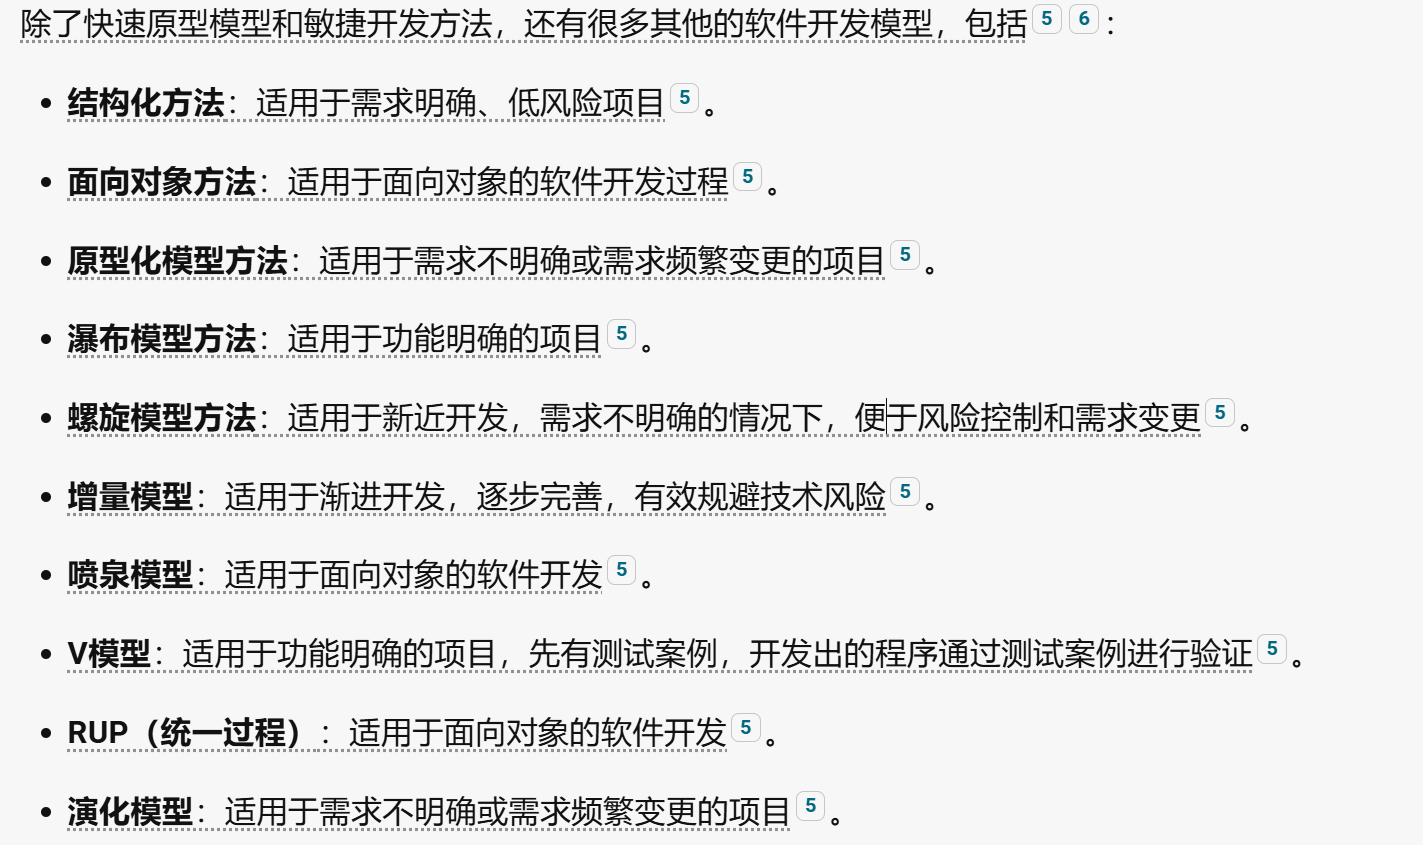 除了快速原型模型和敏捷开发方法，还有很多其他的软件开发模型，包括 5 6 ：
• 结构化方法：适用于需求明确、低风险项目 5 。
• 面向对象方法：适用于面向对象的软件开发过程 5 。
• 原型化模型方法：适用于需求不明确或需求频繁变更的项目 5 。
• 瀑布模型方法：适用于功能明确的项目 5 。
• 螺旋模型方法：适用于新近开发，需求不明确的情况下，便于风险控制和需求变更 5 。
• 增量模型：适用于渐进开发，逐步完善，有效规避技术风险 5 。
• 喷泉模型：适用于面向对象的软件开发 5 。
• V模型：适用于功能明确的项目，先有测试案例，开发出的程序通过测试案例进行验证 5 。
• RUP（统一过程）：适用于面向对象的软件开发 5 。
• 演化模型：适用于需求不明确或需求频繁变更的项目 5 。